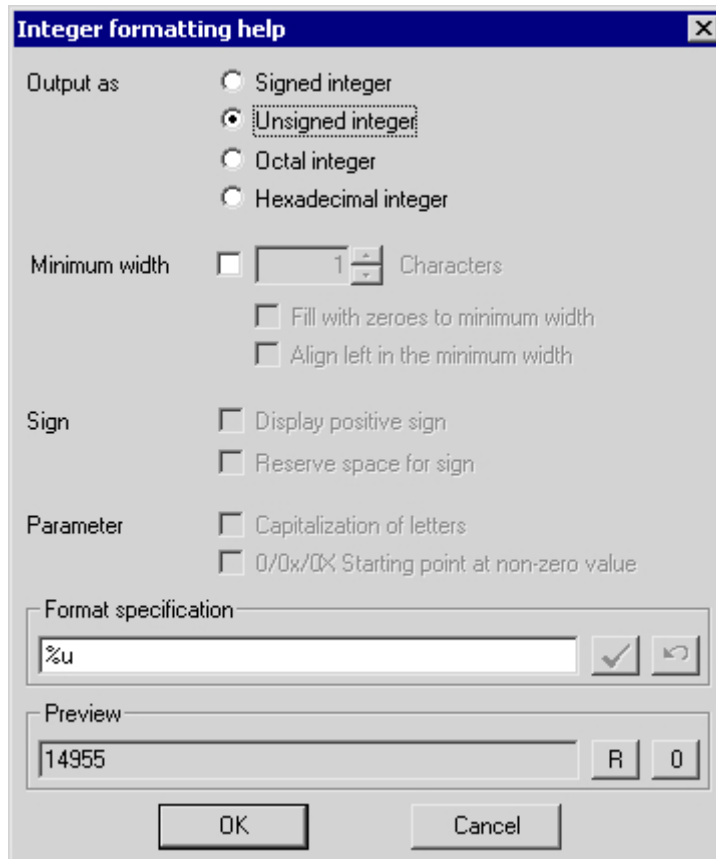 Integer formatting help
Output as
Signed integer
Unsigned integer
Octal integer
Hexadecimal integer
Minimum width 1 Characters
Fill with zeroes to minimum width
Align left in the minimum width
Sign
Display positive sign
Reserve space for sign
Parameter
Capitalization of letters
0/0x/0X Starting point at non-zero value
Format specification
%u
Preview
14955 R 0
OK Cancel